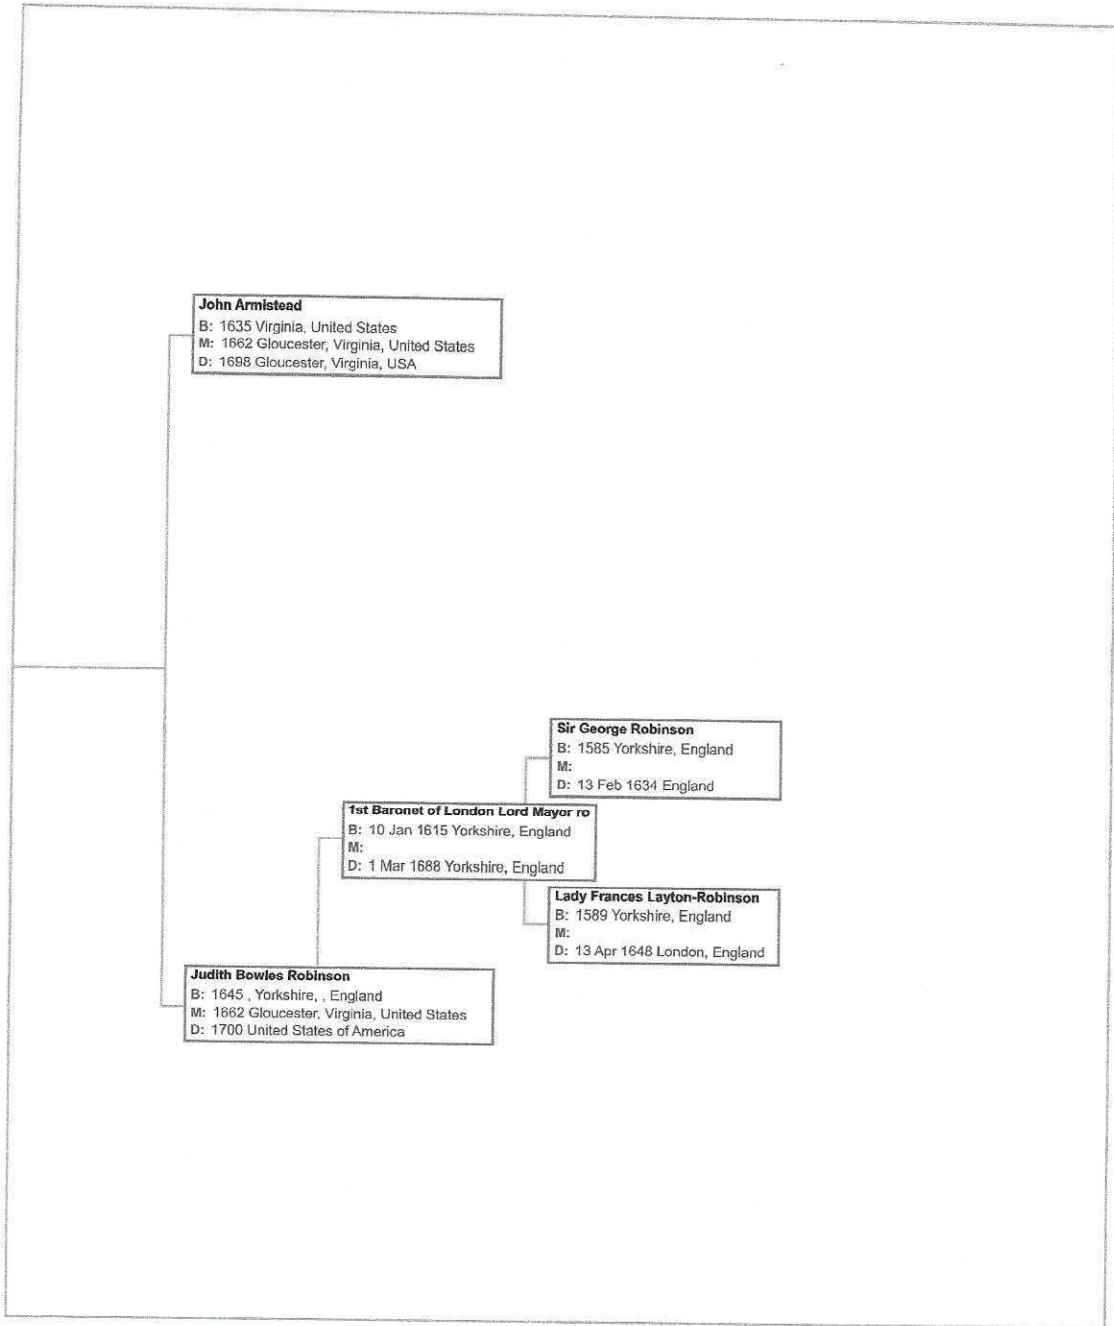 John Armistead
B: 1635 Virginia, United States
M: 1662 Gloucester, Virginia, United States
D: 1698 Gloucester, Virginia, USA
Sir George Robinson
B: 1585 Yorkshire, England
M:
D: 13 Feb 1634 England
1st Baronet of London Lord Mayor ro
B: 10 Jan 1615 Yorkshire, England
M:
D: 1 Mar 1688 Yorkshire, England
Lady Frances Layton-Robinson
B: 1589 Yorkshire, England
M:
D: 13 Apr 1648 London, England
Judith Bowles Robinson
B: 1645 , Yorkshire, , England
M: 1662 Gloucester, Virginia, United States
D: 1700 United States of America